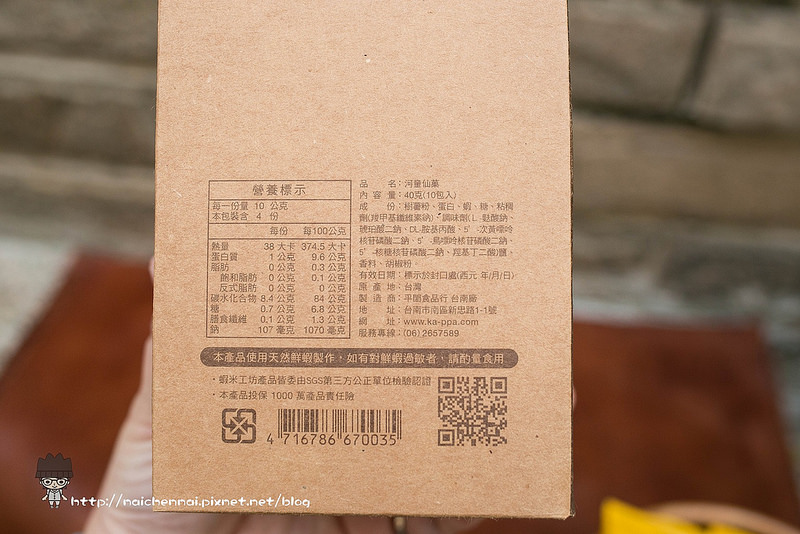 營養標示
每一份量 10 公克
本包裝含 4 份
每份 每100公克
熱量 38 大卡 374.5 大卡
蛋白質 1 公克 9.6 公克
脂肪 0 公克 0.3 公克
飽和脂肪 0 公克 0.1 公克
反式脂肪 0 公克 0 公克
碳水化合物 8.4 公克 84 公克
糖 0.7 公克 6.8 公克
膳食纖維 0.1 公克 1.3 公克
鈉 107 毫克 1070 毫克
品 名：河童仙菓
內 容 量：40克(10包入)
成 份：樹薯粉、蛋白、蝦、糖、粘稠
劑(羧甲基纖維素鈉)、調味劑(L-麩酸鈉、
琥珀酸二鈉、DL-胺基丙酸、5'-次黃嘌呤
核苷磷酸二鈉、5'-鳥嘌呤核苷磷酸二鈉、
5'-核糖核苷磷酸二鈉、羥基丁二酸)鹽、
香料、胡椒粉。
有效日期：標示於封口處(西元 年/月/日)
原 產 地：台灣
製 造 商：平間食品行 台南廠
地 址：台南市南區新忠路1-1號
網 址：www.ka-ppa.com
服務專線：(06)2657589
本產品使用天然鮮蝦製作，如有對鮮蝦過敏者，請酌量食用
・蝦米工坊產品皆委由SGS第三方公正單位檢驗認證
・本產品投保 1000 萬產品責任險
4 716786 670035
http://naichennai.pixnet.net/blog